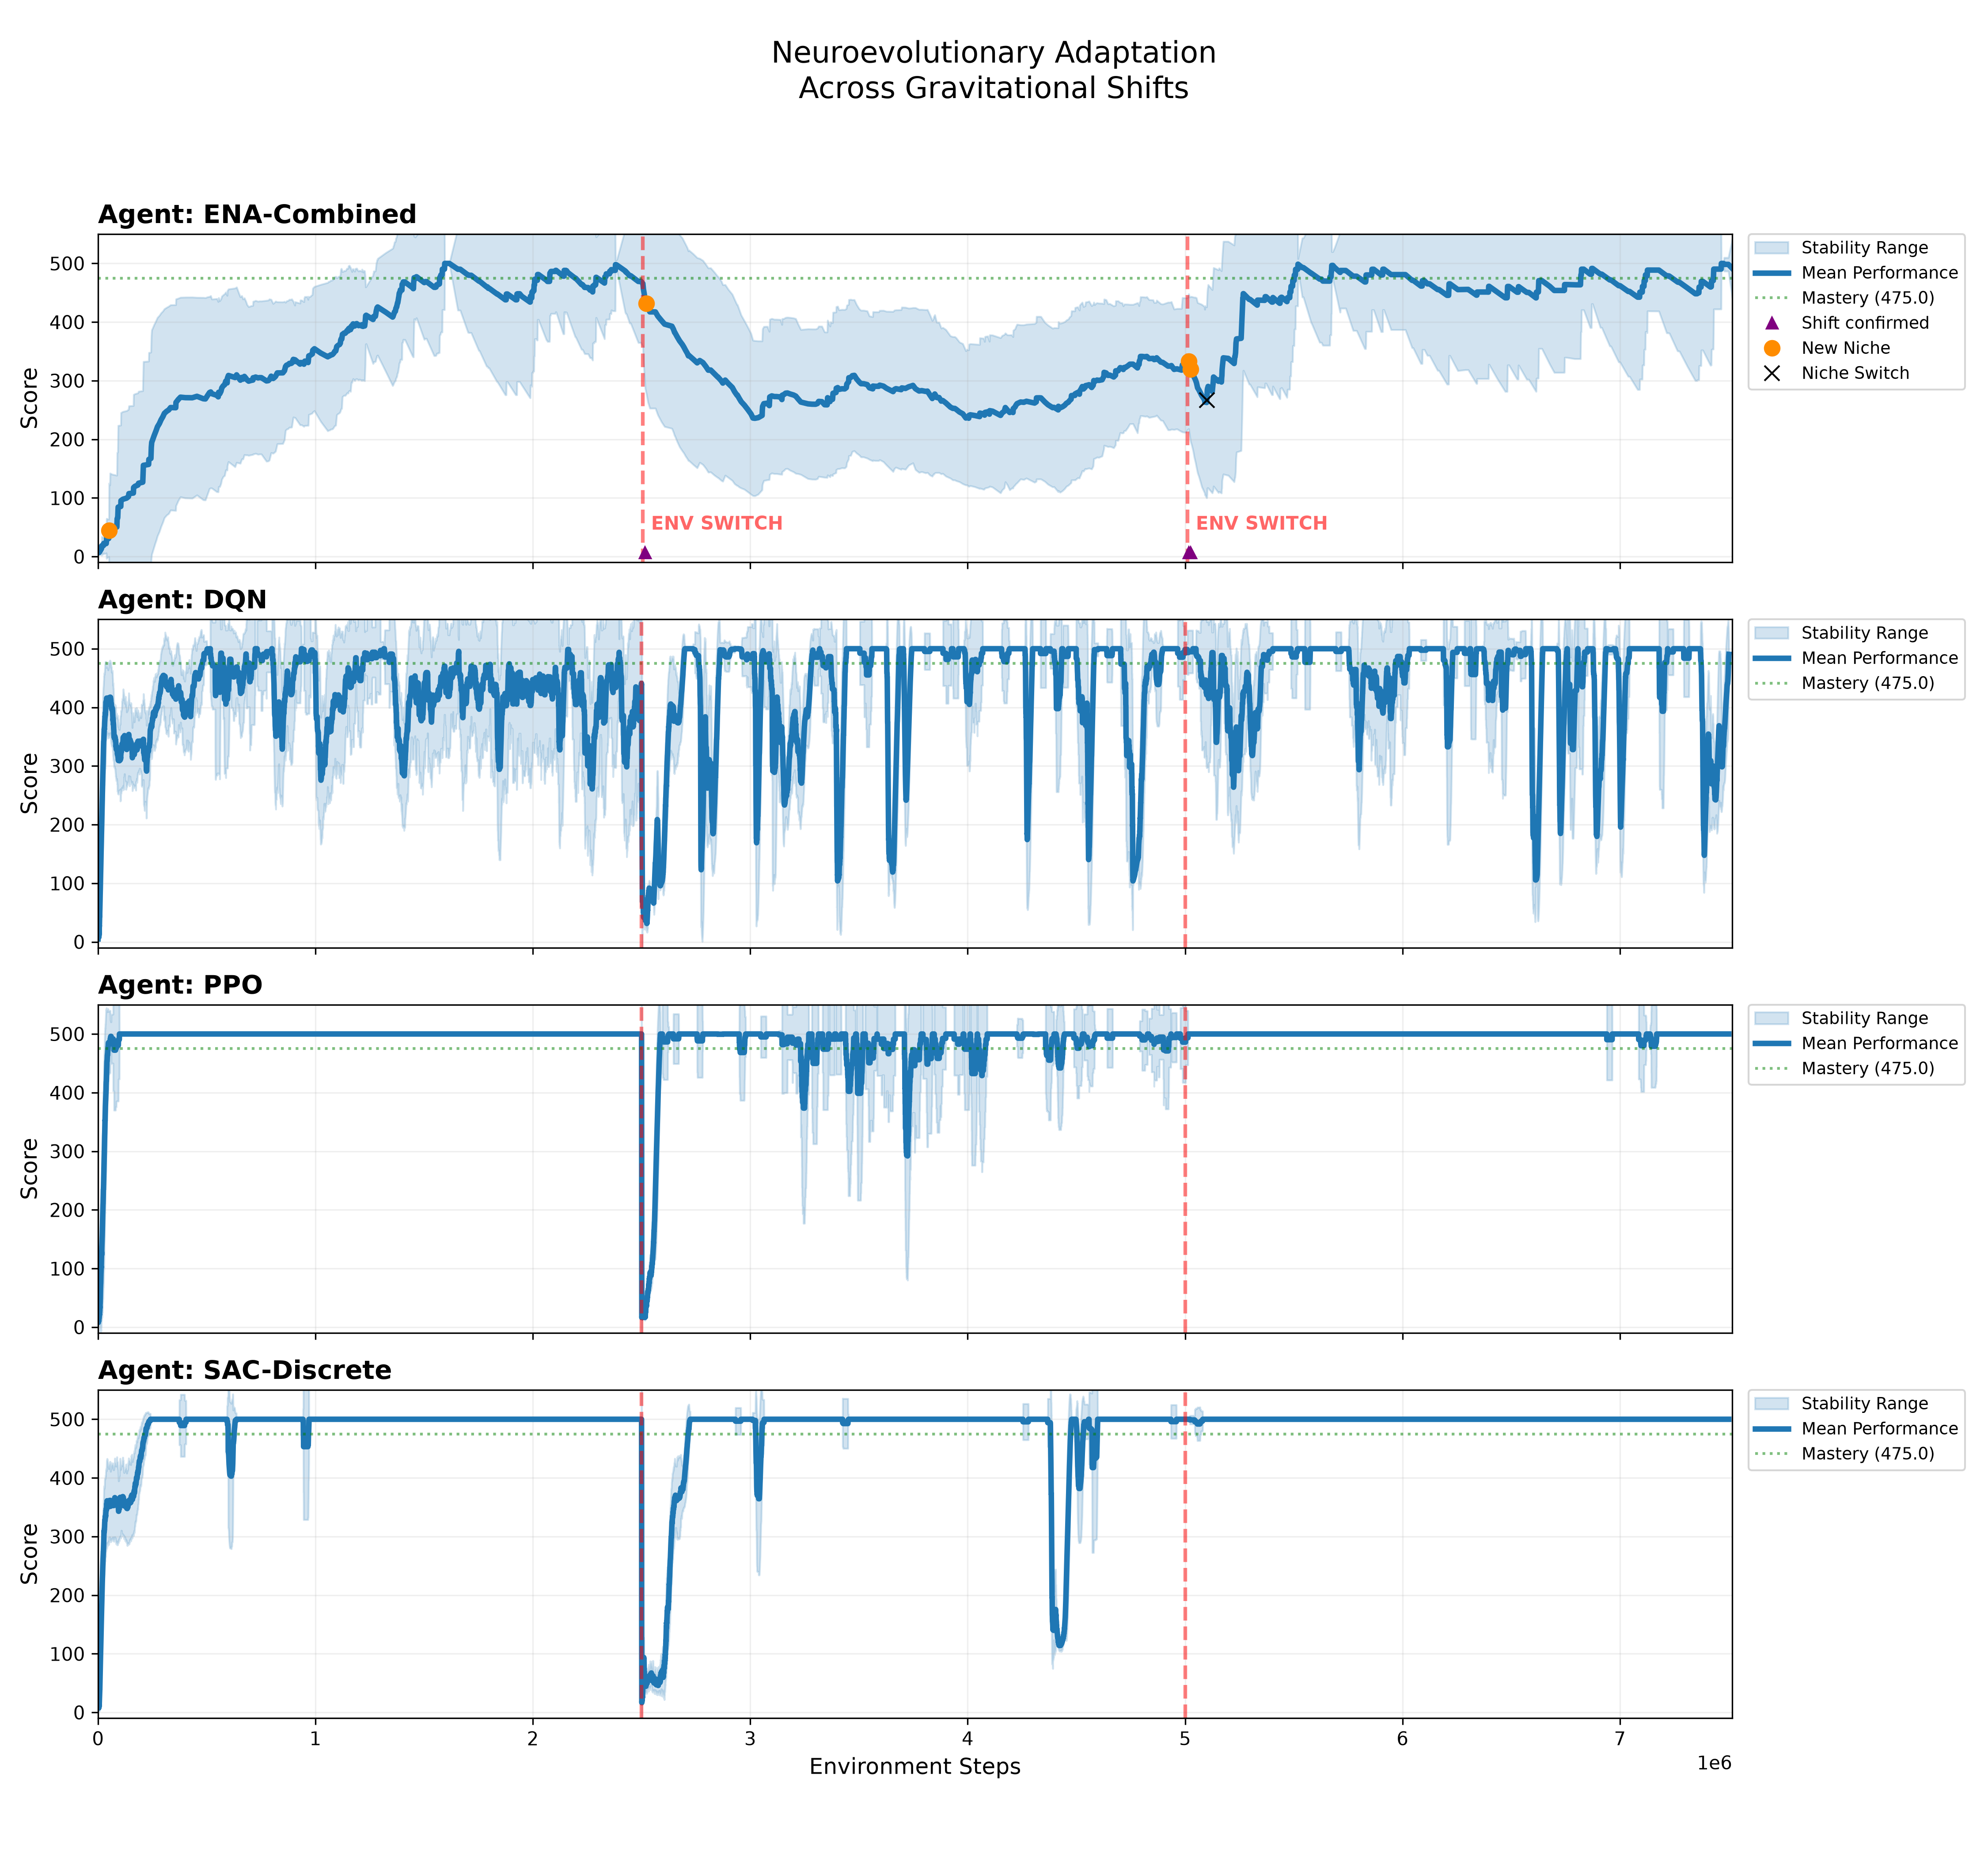 Neuroevolutionary Adaptation
Across Gravitational Shifts
Agent: ENA-Combined
Score
500
400
300
200
100
0
ENV SWITCH
ENV SWITCH
Stability Range
Mean Performance
Mastery (475.0)
Shift confirmed
New Niche
Niche Switch
Agent: DQN
Score
500
400
300
200
100
0
Stability Range
Mean Performance
Mastery (475.0)
Agent: PPO
Score
500
400
300
200
100
0
Stability Range
Mean Performance
Mastery (475.0)
Agent: SAC-Discrete
Score
500
400
300
200
100
0
Stability Range
Mean Performance
Mastery (475.0)
0 1 2 3 4 5 6 7
1e6
Environment Steps